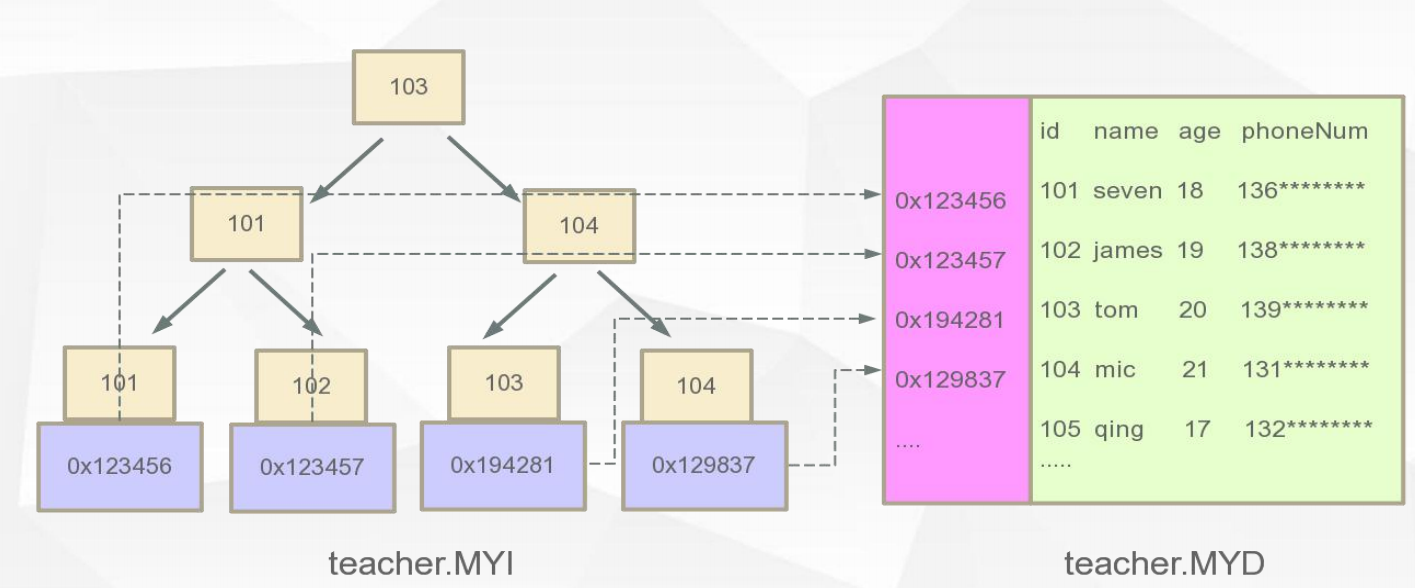 103
101
104
101
102
103
104
0x123456
0x123457
0x194281
0x129837
teacher.MYI
0x123456
0x123457
0x194281
0x129837
....
id name age phoneNum
101 seven 18 136********
102 james 19 138********
103 tom 20 139********
104 mic 21 131********
105 qing 17 132********
.....
teacher.MYD